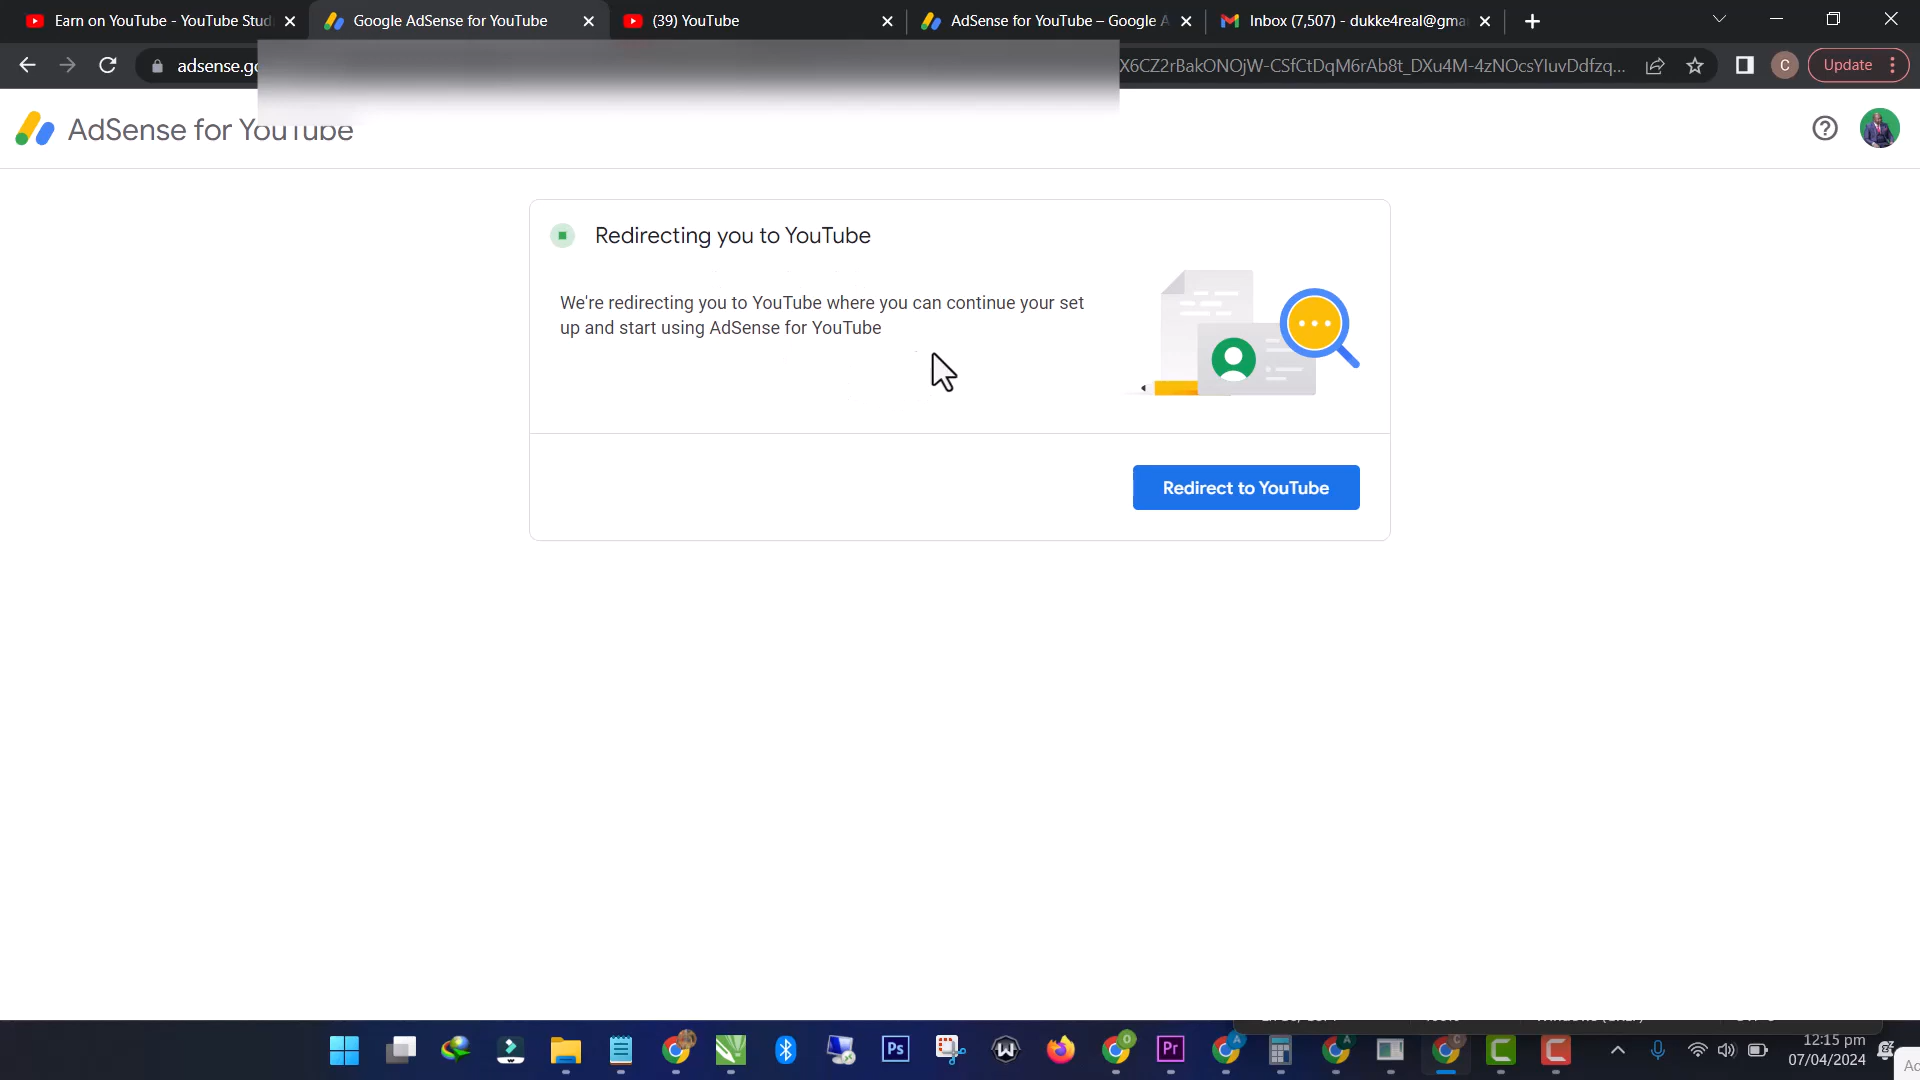 Earn on YouTube - YouTube Stud
Google AdSense for YouTube
(39) YouTube
AdSense for YouTube – Google A
Inbox (7,507) - dukke4real@gma
adsense.go
X6CZ2rBakONOjW-CSfCtDqM6rAb8t_DXu4M-4zNOcsYluvDdfzq...
C
Update
AdSense for YouTube
Redirecting you to YouTube
We're redirecting you to YouTube where you can continue your set
up and start using AdSense for YouTube
Redirect to YouTube
Ps
Pr
12:15 pm
07/04/2024